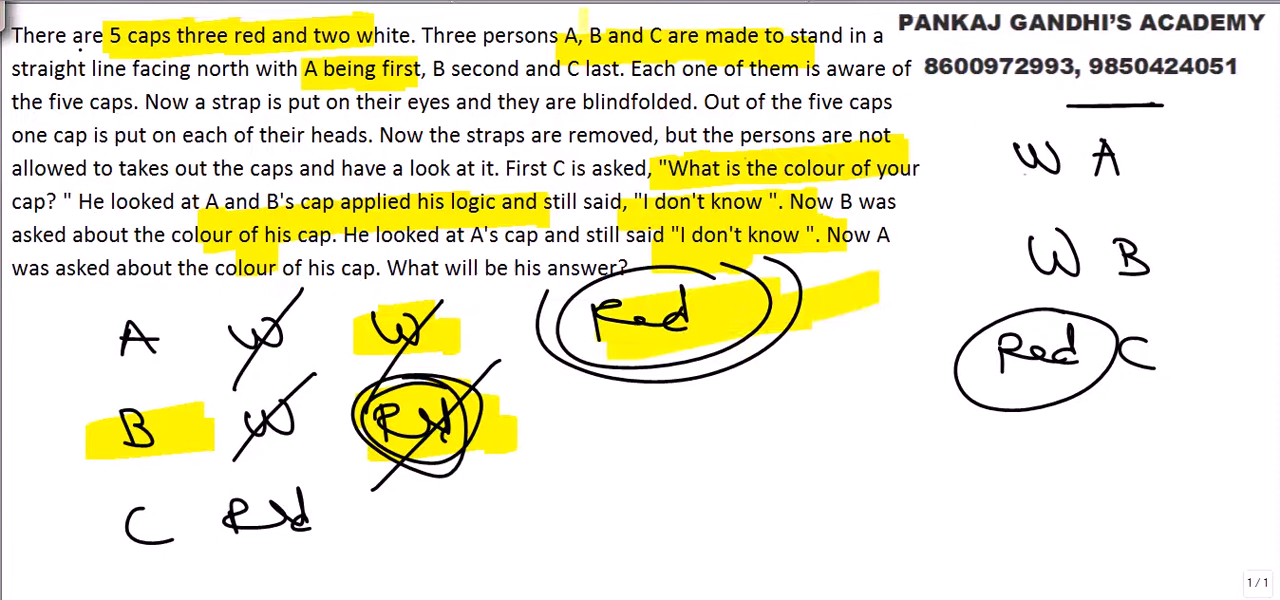 There are 5 caps three red and two white. Three persons A, B and C are made to stand in a
straight line facing north with A being first, B second and C last. Each one of them is aware of
the five caps. Now a strap is put on their eyes and they are blindfolded. Out of the five caps
one cap is put on each of their heads. Now the straps are removed, but the persons are not
allowed to takes out the caps and have a look at it. First C is asked, "What is the colour of your
cap? " He looked at A and B's cap applied his logic and still said, "I don't know ". Now B was
asked about the colour of his cap. He looked at A's cap and still said "I don't know ". Now A
was asked about the colour of his cap. What will be his answer?
PANKAJ GANDHI'S ACADEMY
8600972993, 9850424051
W A
W B
Red C
A W W Red
B W Rd
C Rd
1 / 1